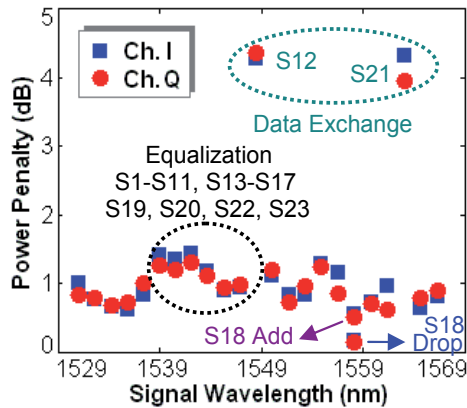 Ch. I
Ch. Q
S12
S21
Data Exchange
Equalization
S1-S11, S13-S17
S19, S20, S22, S23
S18 Add
S18
Drop
Power Penalty (dB)
5
4
3
2
1
0
1529
1539
1549
1559
1569
Signal Wavelength (nm)